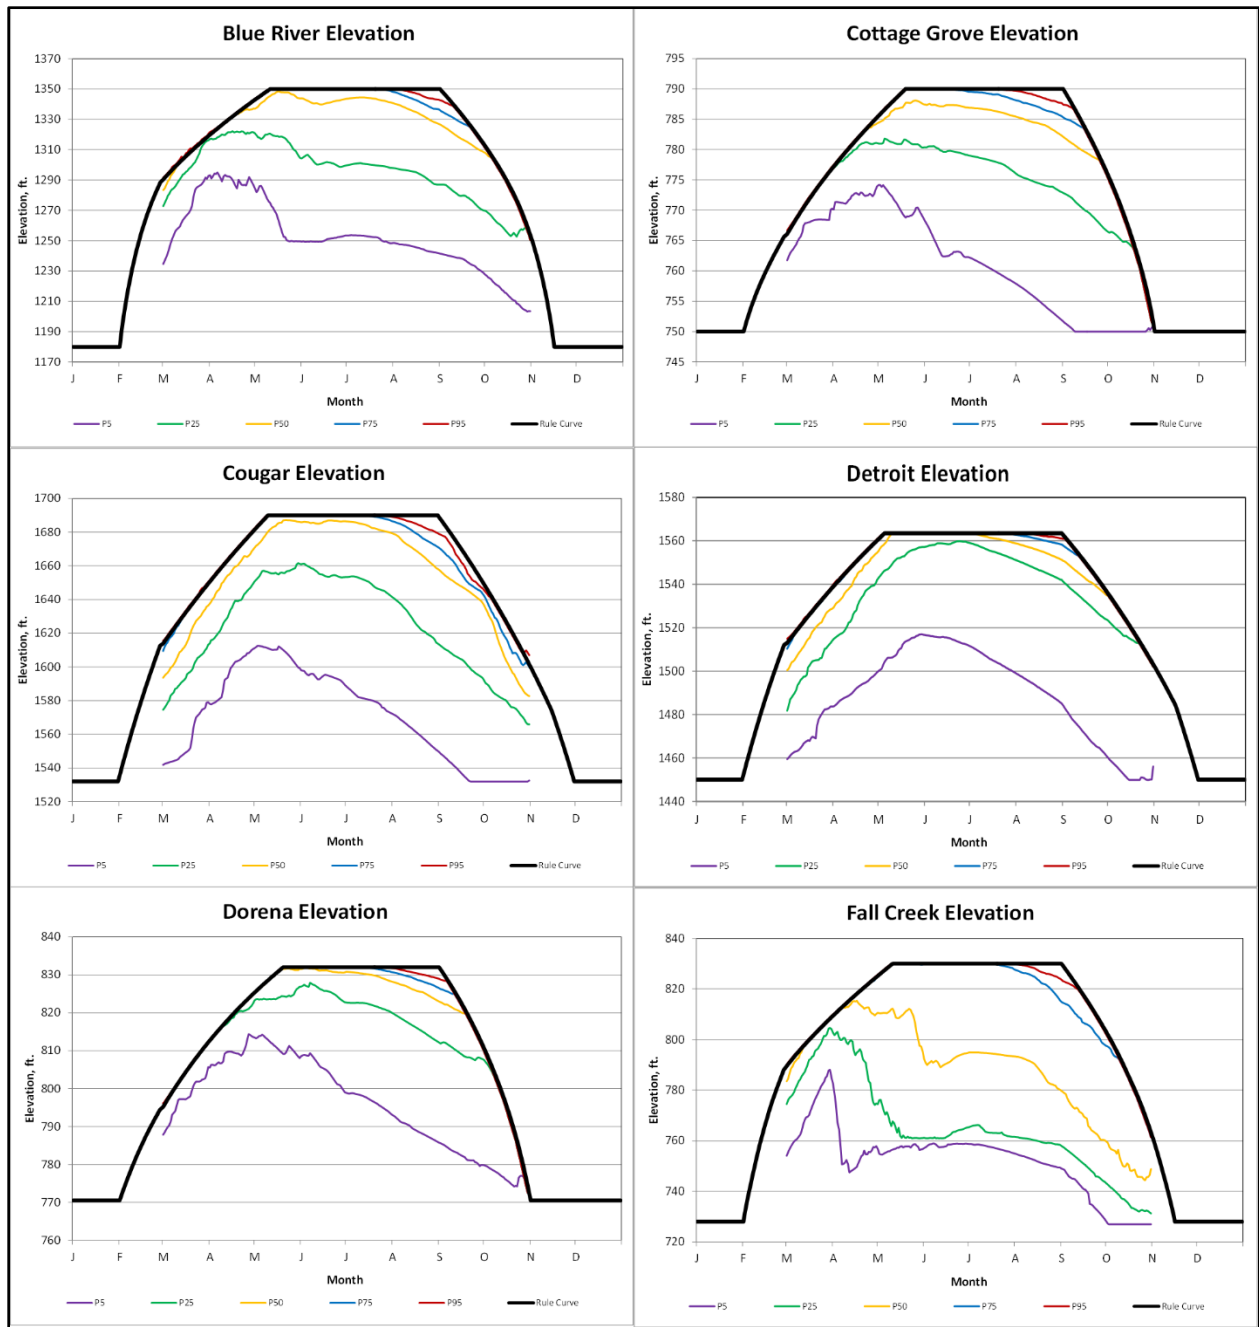 Blue River Elevation
Elevation, ft.
1370
1350
1330
1310
1290
1270
1250
1230
1210
1190
1170
J F M A M J J A S O N D
Month
P5 P25 P50 P75 P95 Rule Curve
Cottage Grove Elevation
Elevation, ft.
795
790
785
780
775
770
765
760
755
750
745
J F M A M J J A S O N D
Month
P5 P25 P50 P75 P95 Rule Curve
Cougar Elevation
Elevation, ft.
1700
1680
1660
1640
1620
1600
1580
1560
1540
1520
J F M A M J J A S O N D
Month
P5 P25 P50 P75 P95 Rule Curve
Detroit Elevation
Elevation, ft.
1580
1560
1540
1520
1500
1480
1460
1440
J F M A M J J A S O N D
Month
P5 P25 P50 P75 P95 Rule Curve
Dorena Elevation
Elevation, ft.
840
830
820
810
800
790
780
770
760
J F M A M J J A S O N D
Month
P5 P25 P50 P75 P95 Rule Curve
Fall Creek Elevation
Elevation, ft.
840
820
800
780
760
740
720
J F M A M J J A S O N D
Month
P5 P25 P50 P75 P95 Rule Curve